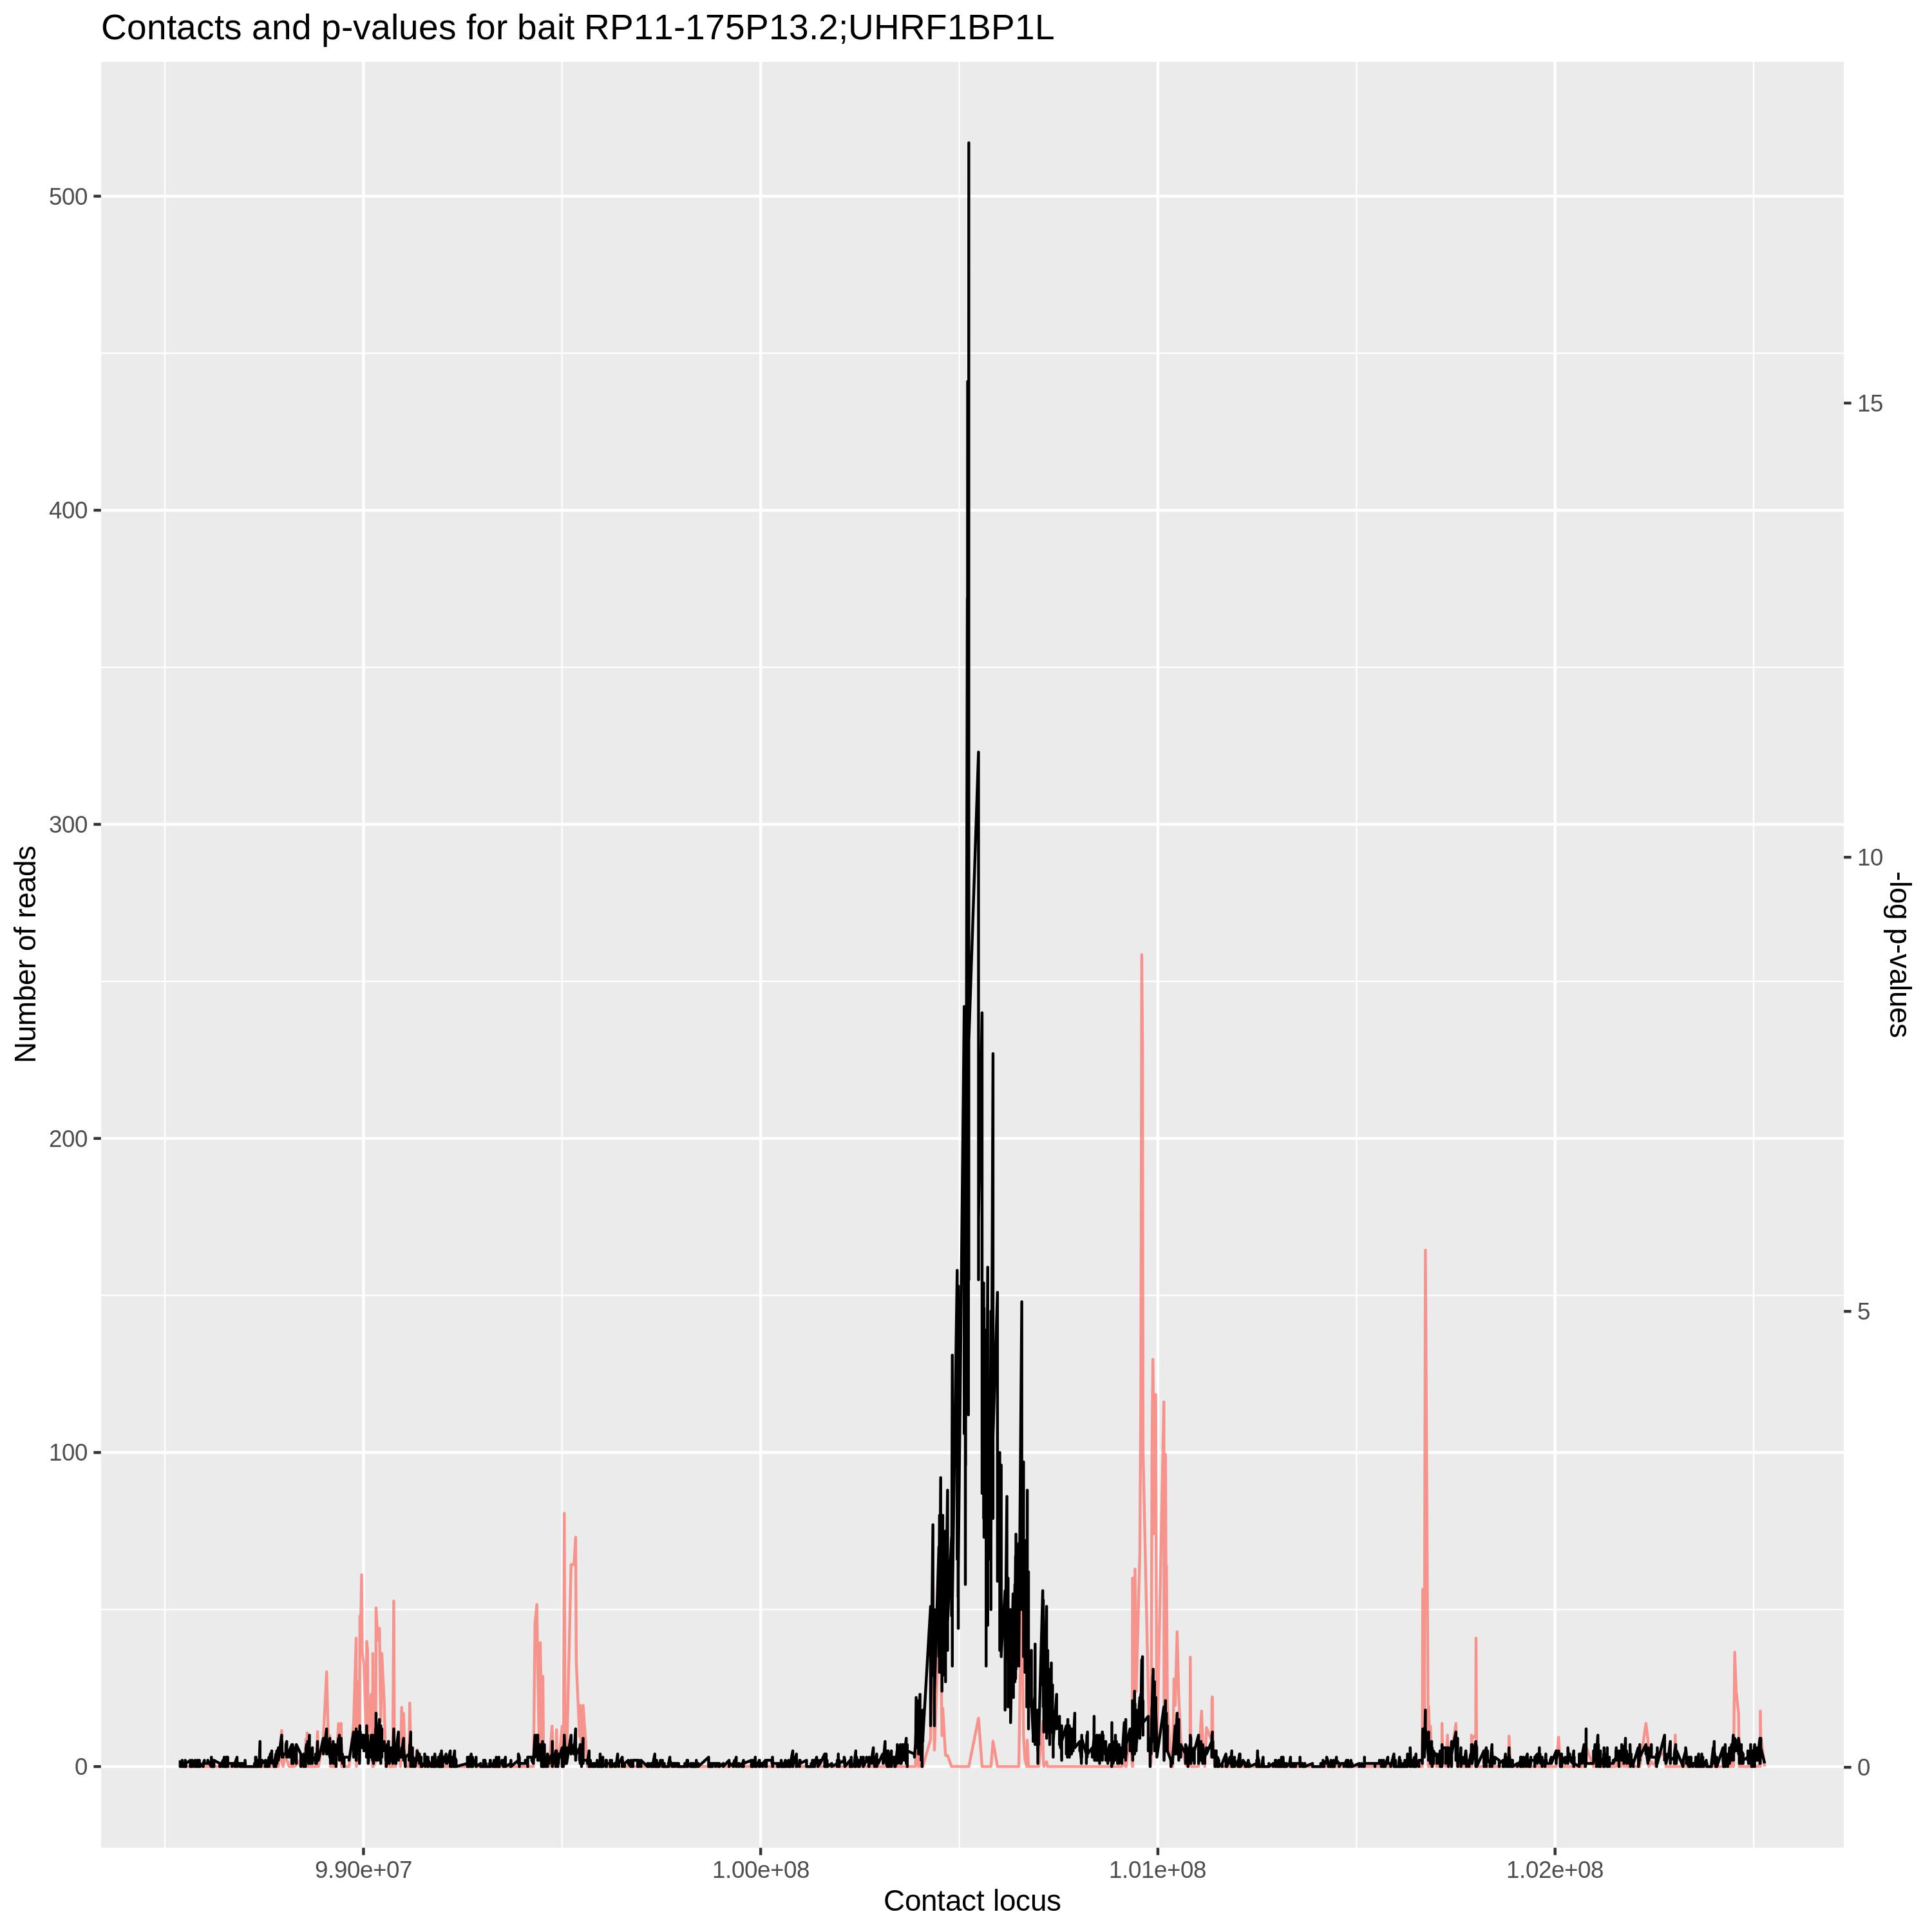 Contacts and p-values for bait RP11-175P13.2;UHRF1BP1L
500
400
300
200
100
0
Number of reads
15
10
5
0
-log p-values
9.90e+07
1.00e+08
1.01e+08
1.02e+08
Contact locus